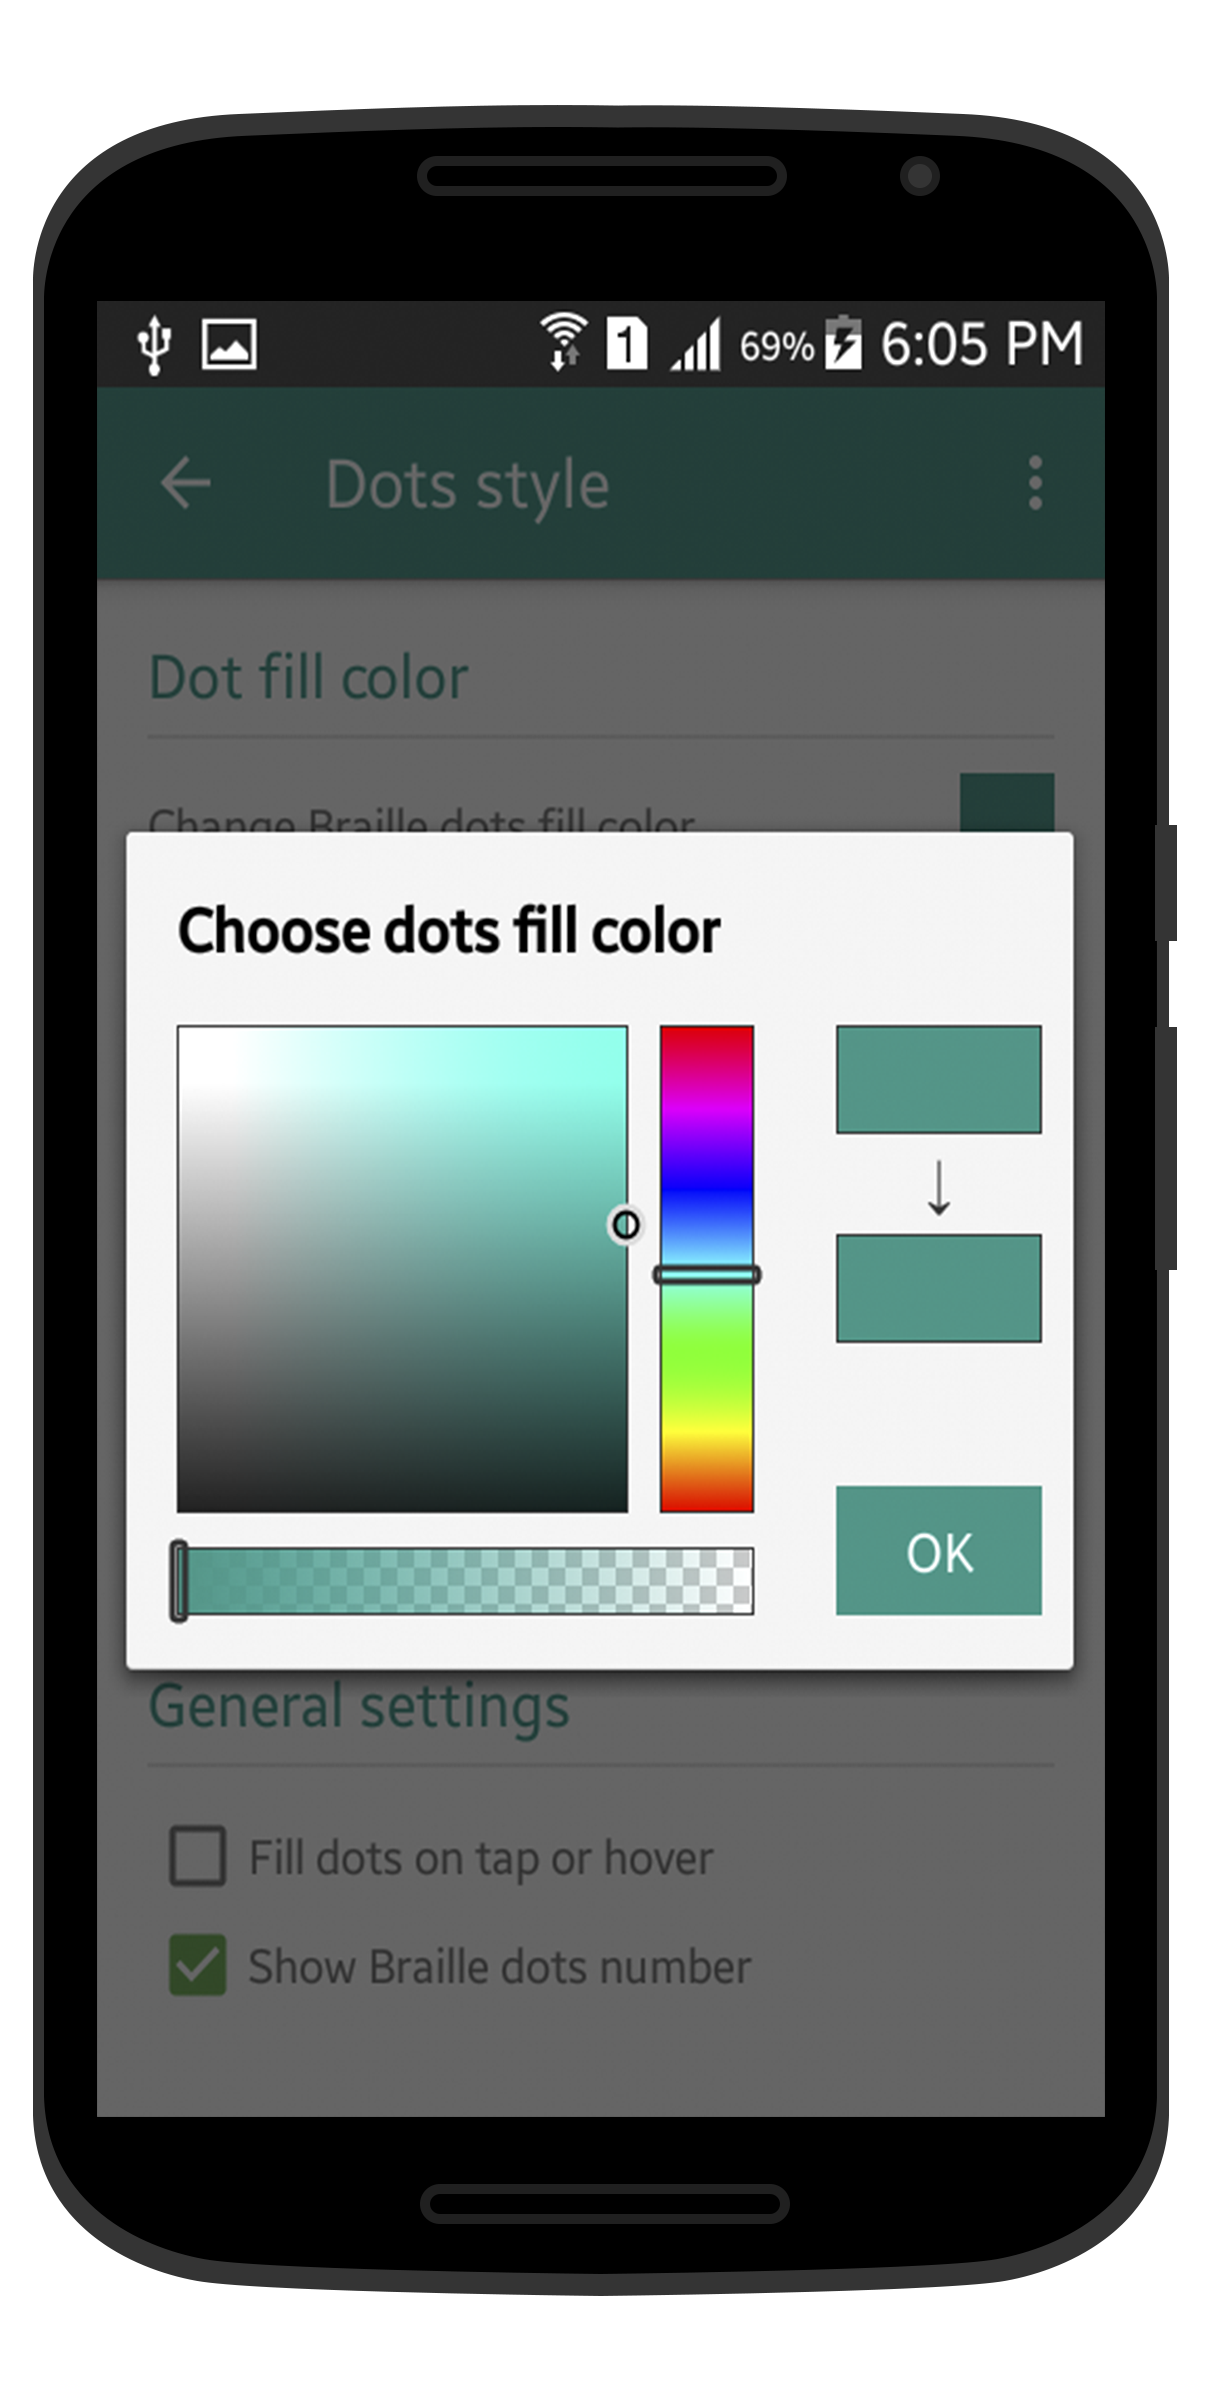 1 69% 6:05 PM
Dots style
Dot fill color
Change Braille dots fill color
Choose dots fill color
OK
General settings
Fill dots on tap or hover
Show Braille dots number